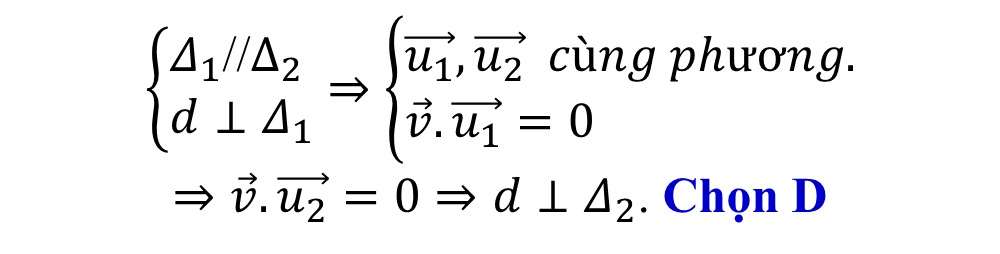 {Δ₁//Δ₂ d ⊥ Δ₁ ⇒ {u₁⃗, u₂⃗ cùng phương. v⃗.u₁⃗ = 0
⇒ v⃗.u₂⃗ = 0 ⇒ d ⊥ Δ₂. Chọn D